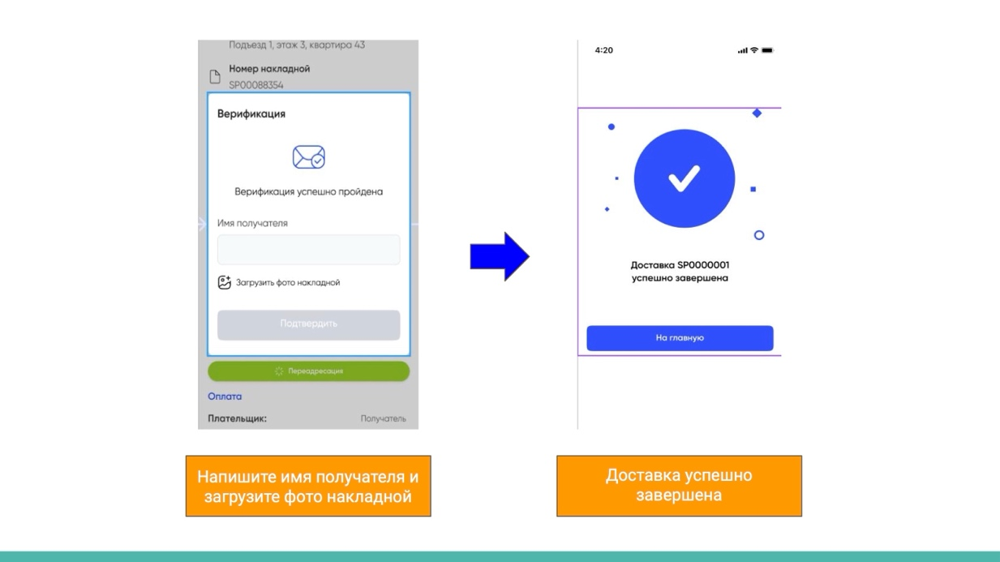 Подъезд 1, этаж 3, квартира 43
Номер накладной
SP00088354
Верификация
Верификация успешно пройдена
Имя получателя
Загрузить фото накладной
Подтвердить
Переадресация
Оплата
Плательщик: Получатель
Напишите имя получателя и
загрузите фото накладной
4:20
Доставка SP0000001
успешно завершена
На главную
Доставка успешно
завершена